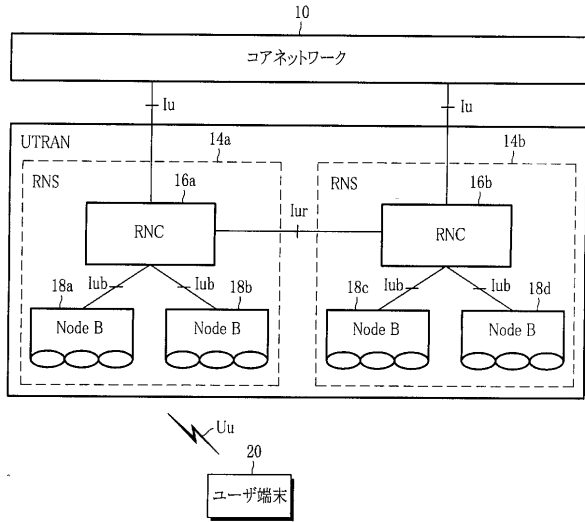 10
コアネットワーク
Iu
Iu
UTRAN
14a
14b
RNS
RNS
16a
16b
RNC
Iur
RNC
18a
Iub
Iub
18b
18c
Iub
Iub
18d
Node B
Node B
Node B
Node B
Uu
20
ユーザ端末